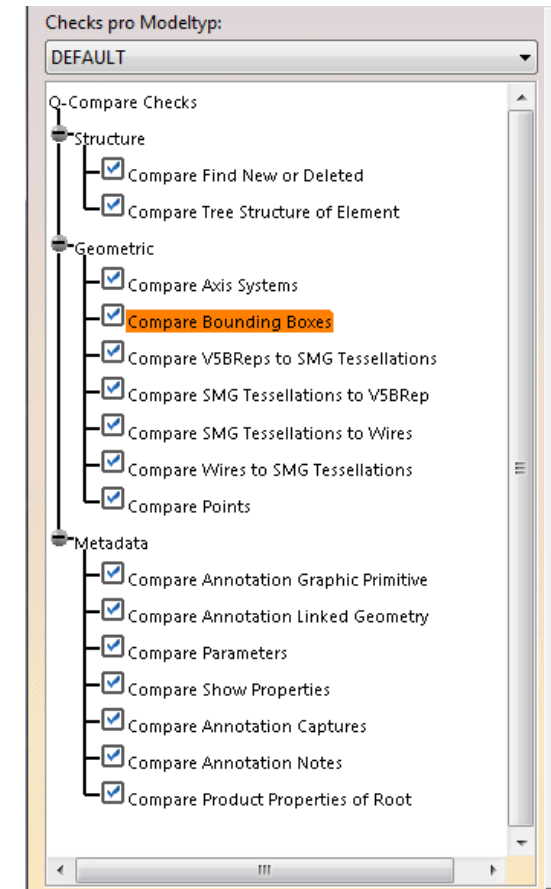 Checks pro Modeltyp:
DEFAULT
Q-Compare Checks
Structure
Compare Find New or Deleted
Compare Tree Structure of Element
Geometric
Compare Axis Systems
Compare Bounding Boxes
Compare V5BReps to SMG Tessellations
Compare SMG Tessellations to V5BRep
Compare SMG Tessellations to Wires
Compare Wires to SMG Tessellations
Compare Points
Metadata
Compare Annotation Graphic Primitive
Compare Annotation Linked Geometry
Compare Parameters
Compare Show Properties
Compare Annotation Captures
Compare Annotation Notes
Compare Product Properties of Root